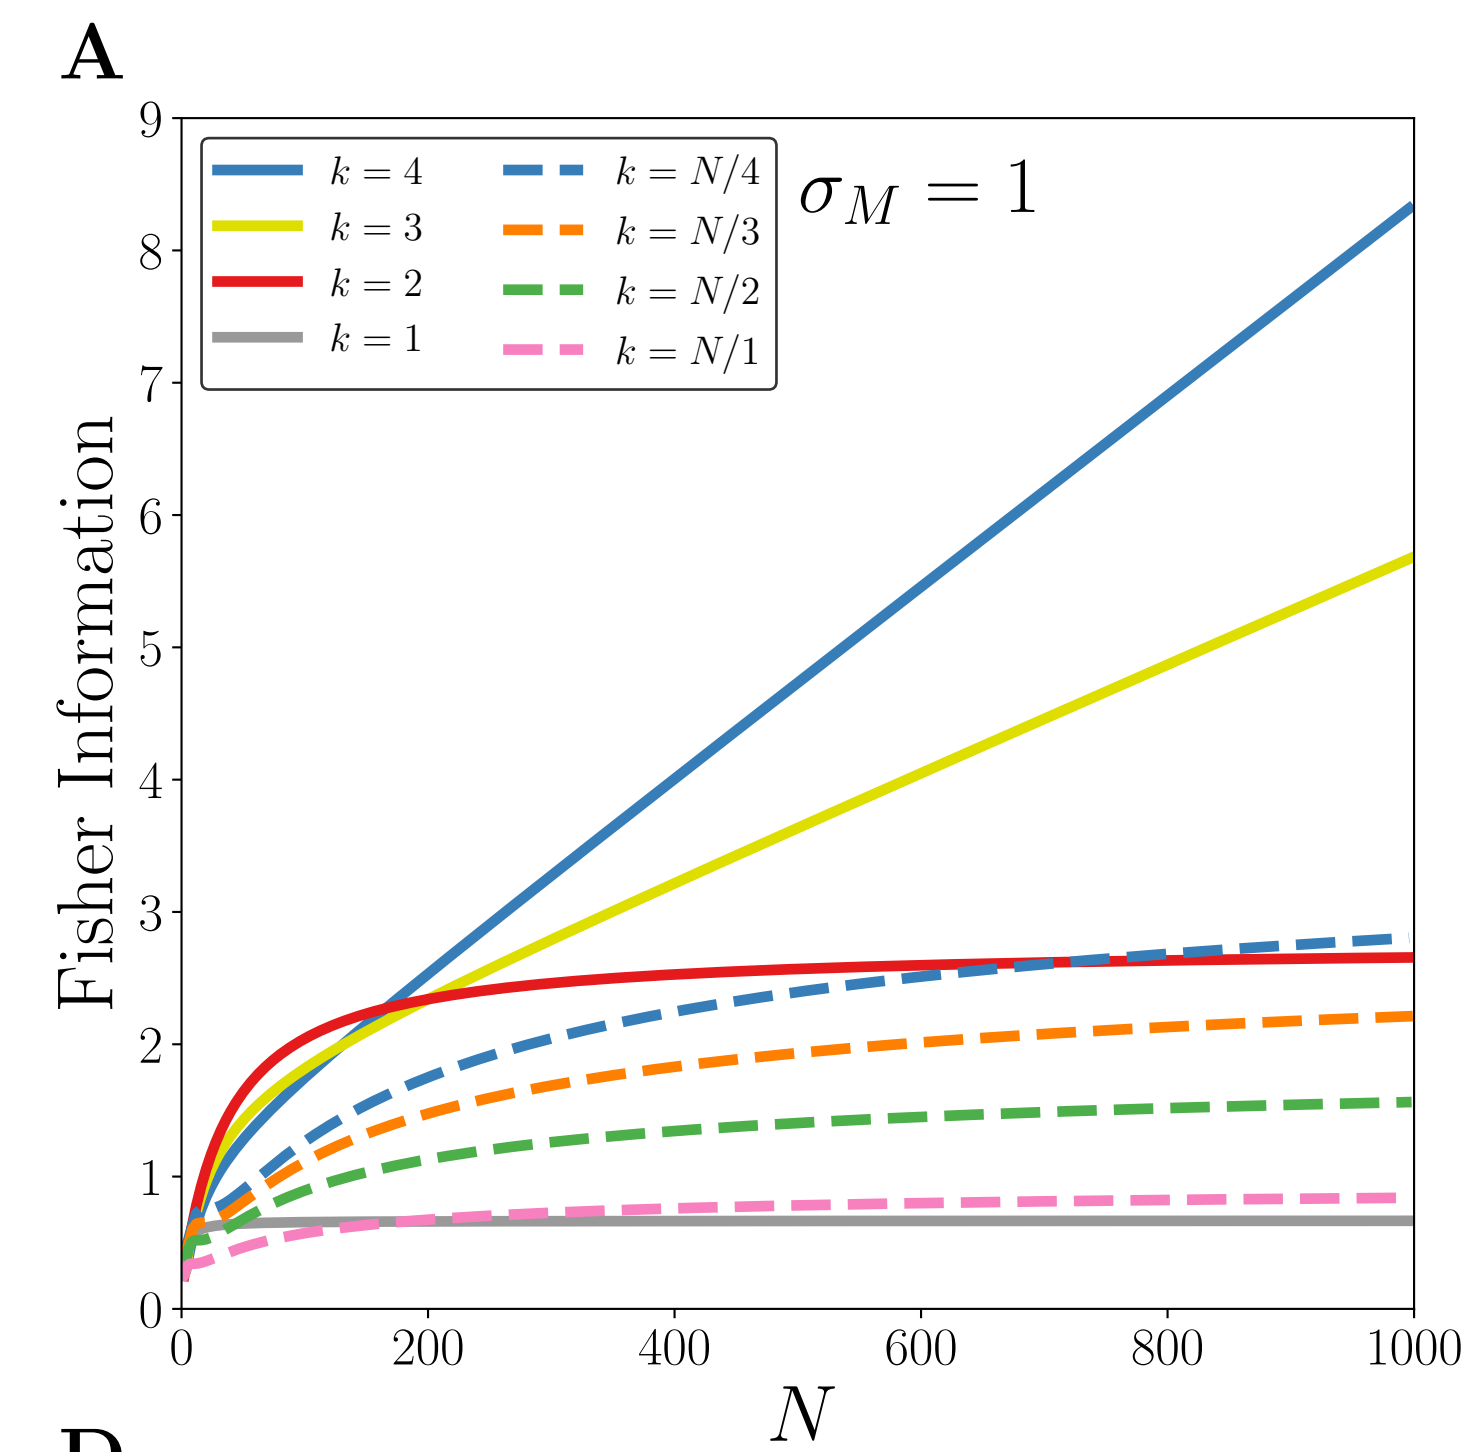 A
9
k = 4
k = N/4
σ_M = 1
k = 3
k = N/3
8
k = 2
k = N/2
k = 1
k = N/1
7
6
5
4
3
2
1
0
Fisher Information
0 200 400 600 800 1000
N